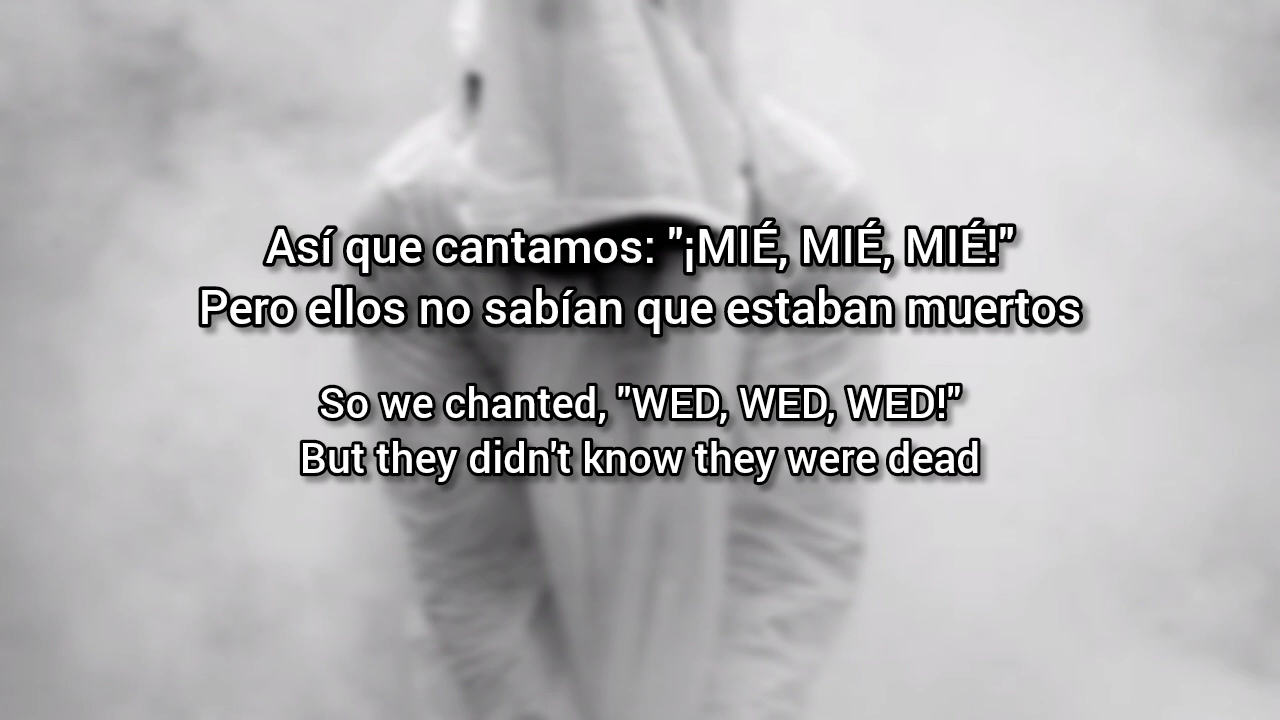 Así que cantamos: "¡MIÉ, MIÉ, MIÉ!"
Pero ellos no sabían que estaban muertos
So we chanted, "WED, WED, WED!"
But they didn't know they were dead